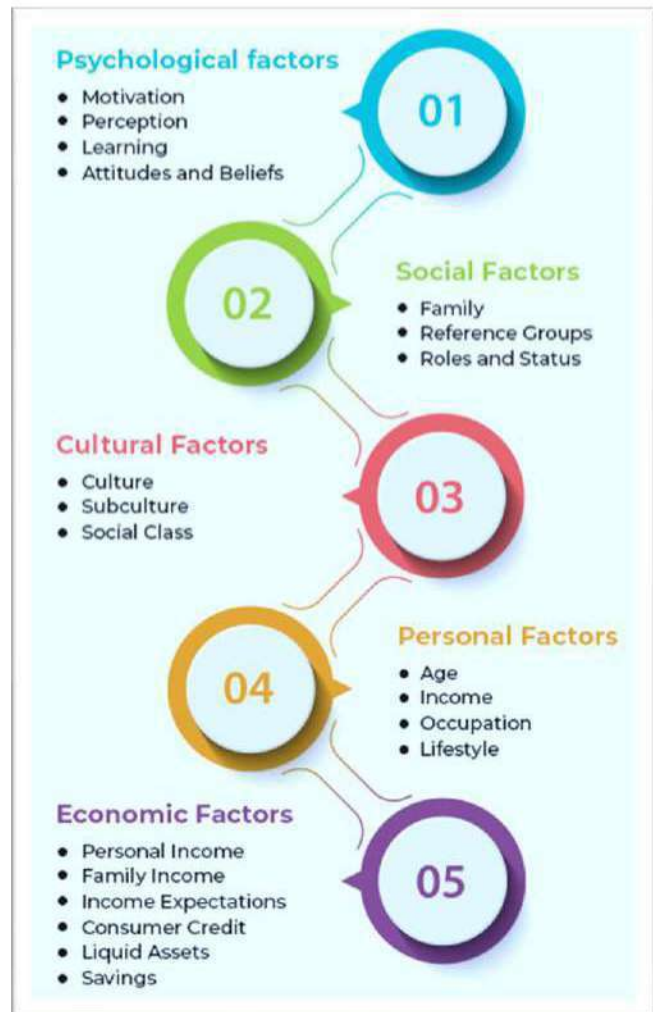 Psychological factors
Motivation
Perception
Learning
Attitudes and Beliefs
01
02
Social Factors
Family
Reference Groups
Roles and Status
Cultural Factors
Culture
Subculture
Social Class
03
04
Personal Factors
Age
Income
Occupation
Lifestyle
Economic Factors
Personal Income
Family Income
Income Expectations
Consumer Credit
Liquid Assets
Savings
05